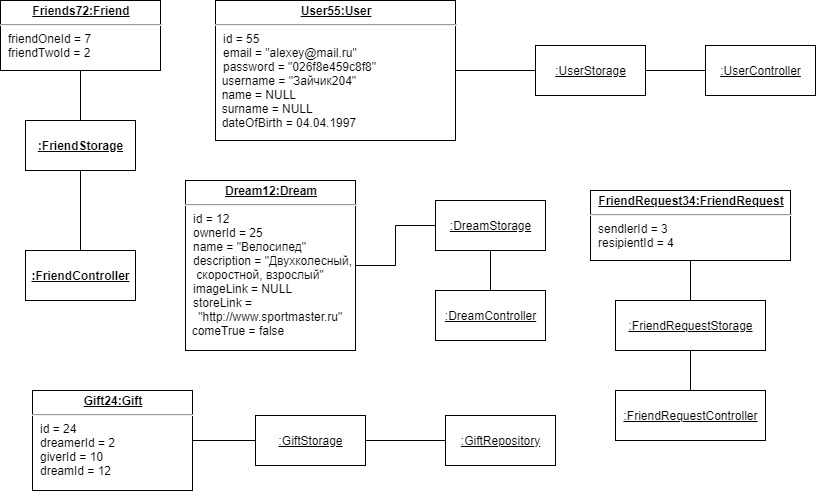 Friends72:Friend
friendOneId = 7
friendTwoId = 2
:FriendStorage
:FriendController
User55:User
id = 55
email = "alexey@mail.ru"
password = "026f8e459c8f8"
username = "Зайчик204"
name = NULL
surname = NULL
dateOfBirth = 04.04.1997
:UserStorage
:UserController
Dream12:Dream
id = 12
ownerId = 25
name = "Велосипед"
description = "Двухколесный,
скоростной, взрослый"
imageLink = NULL
storeLink =
"http://www.sportmaster.ru"
comeTrue = false
:DreamStorage
:DreamController
FriendRequest34:FriendRequest
sendlerId = 3
resipientId = 4
:FriendRequestStorage
:FriendRequestController
Gift24:Gift
id = 24
dreamerId = 2
giverId = 10
dreamId = 12
:GiftStorage
:GiftRepository